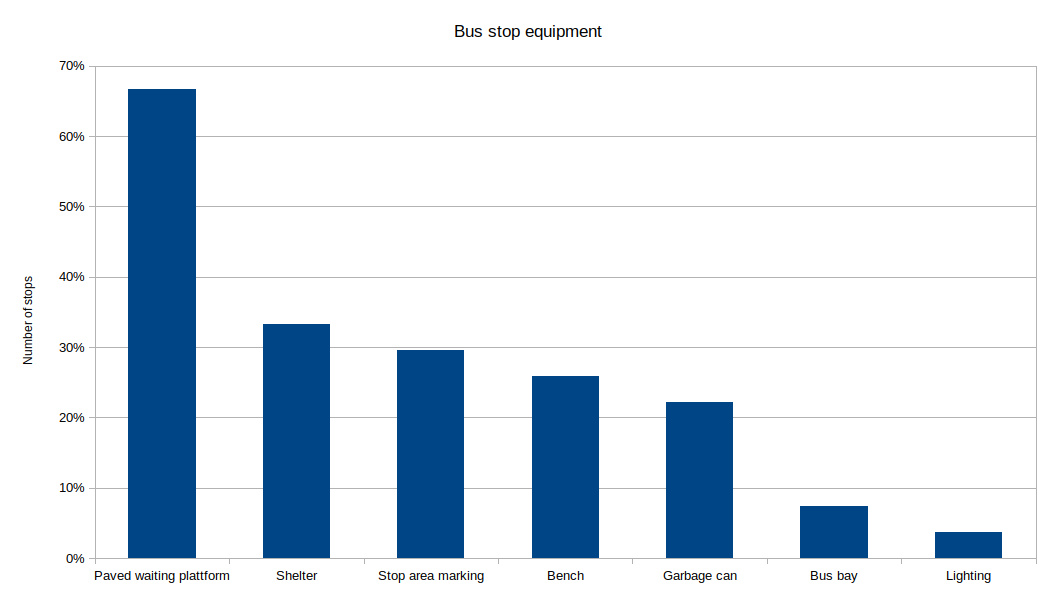 Bus stop equipment
70%
60%
50%
40%
30%
20%
10%
0%
Number of stops
Paved waiting plattform
Shelter
Stop area marking
Bench
Garbage can
Bus bay
Lighting